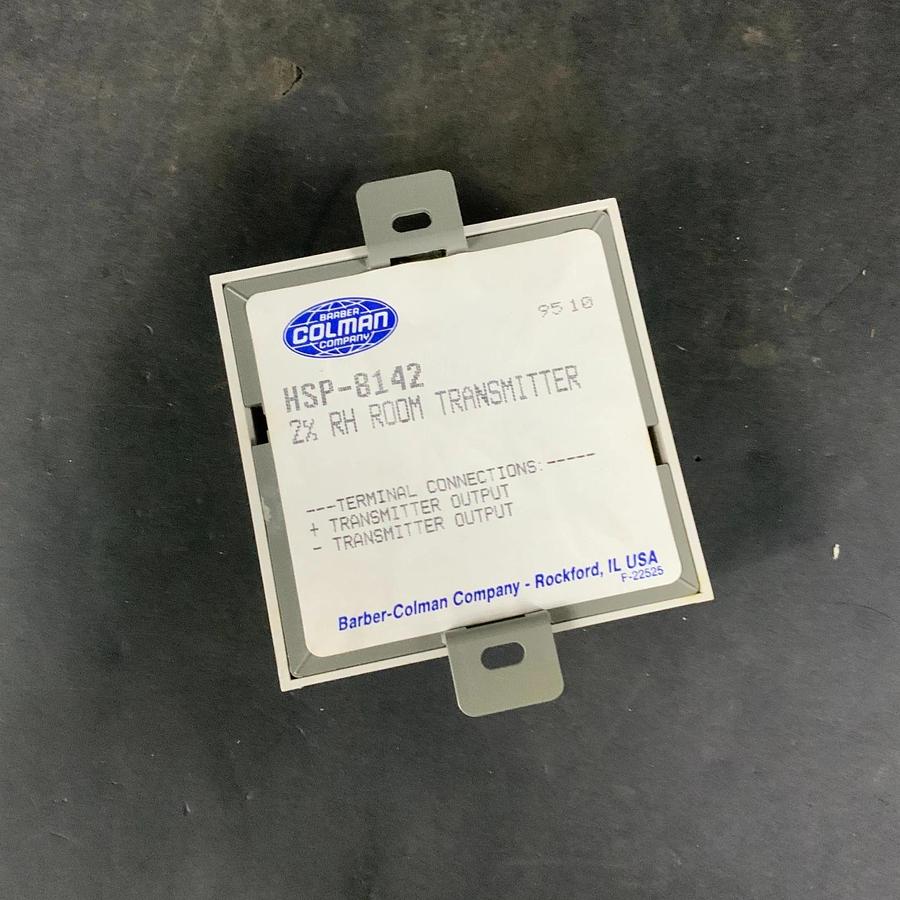 BARBER
COLMAN
COMPANY
9510
HSP-8142
2% RH ROOM TRANSMITTER
---TERMINAL CONNECTIONS:-----
+ TRANSMITTER OUTPUT
- TRANSMITTER OUTPUT
Barber-Colman Company - Rockford, IL USA
F-22525